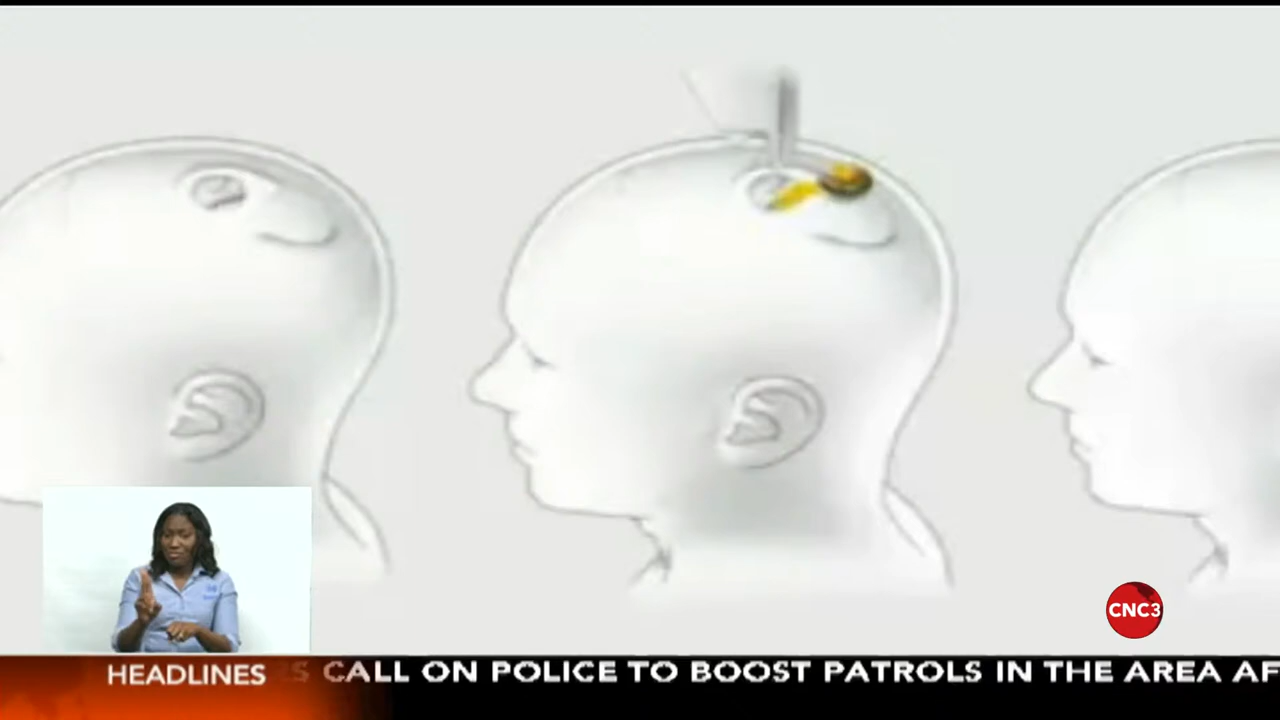 CNC3
HEADLINES
CALL ON POLICE TO BOOST PATROLS IN THE AREA